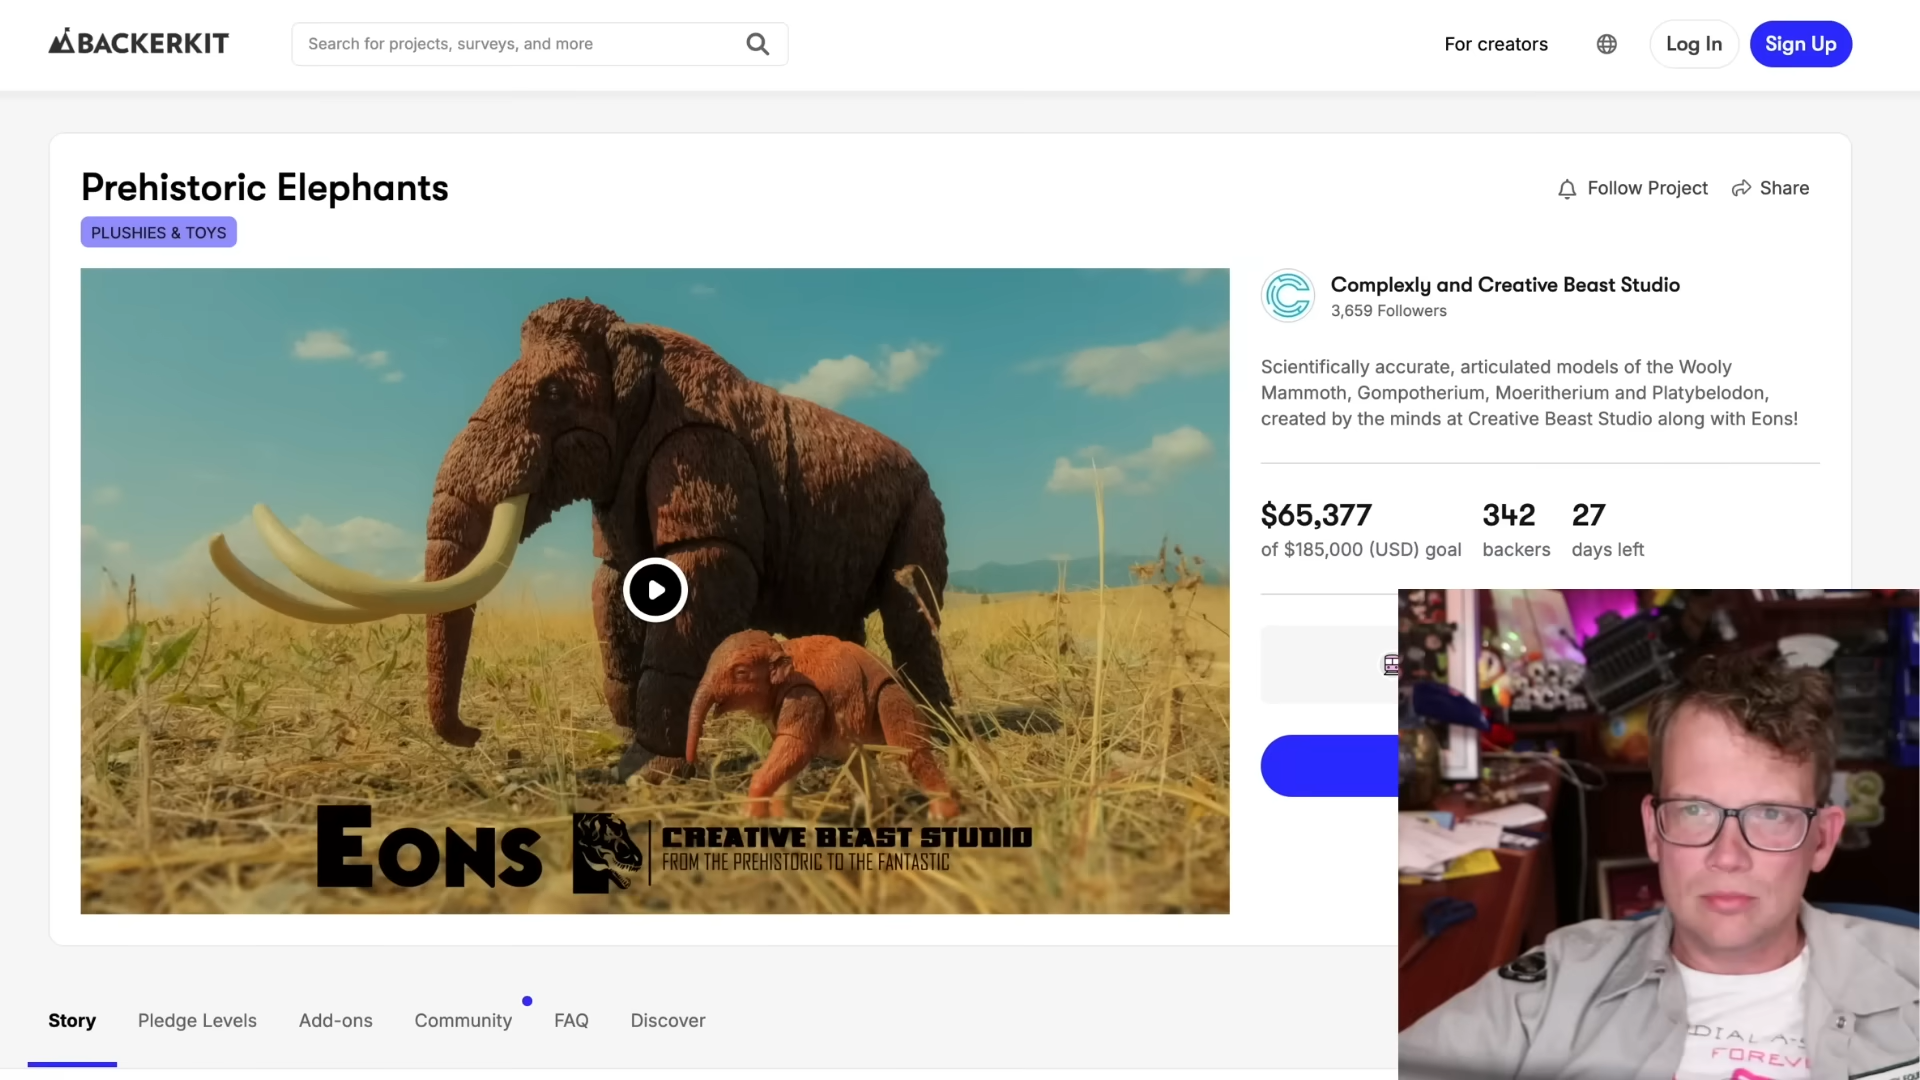 BACKERKIT
Search for projects, surveys, and more
For creators
Log In
Sign Up
Prehistoric Elephants
PLUSHIES & TOYS
Follow Project
Share
Complexly and Creative Beast Studio
3,659 Followers
Scientifically accurate, articulated models of the Wooly
Mammoth, Gompotherium, Moeritherium and Platybelodon,
created by the minds at Creative Beast Studio along with Eons!
$65,377
of $185,000 (USD) goal
342
backers
27
days left
EONS
CREATIVE BEAST STUDIO
FROM THE PREHISTORIC TO THE FANTASTIC
Story
Pledge Levels
Add-ons
Community
FAQ
Discover
DIAL A-S
FOREV